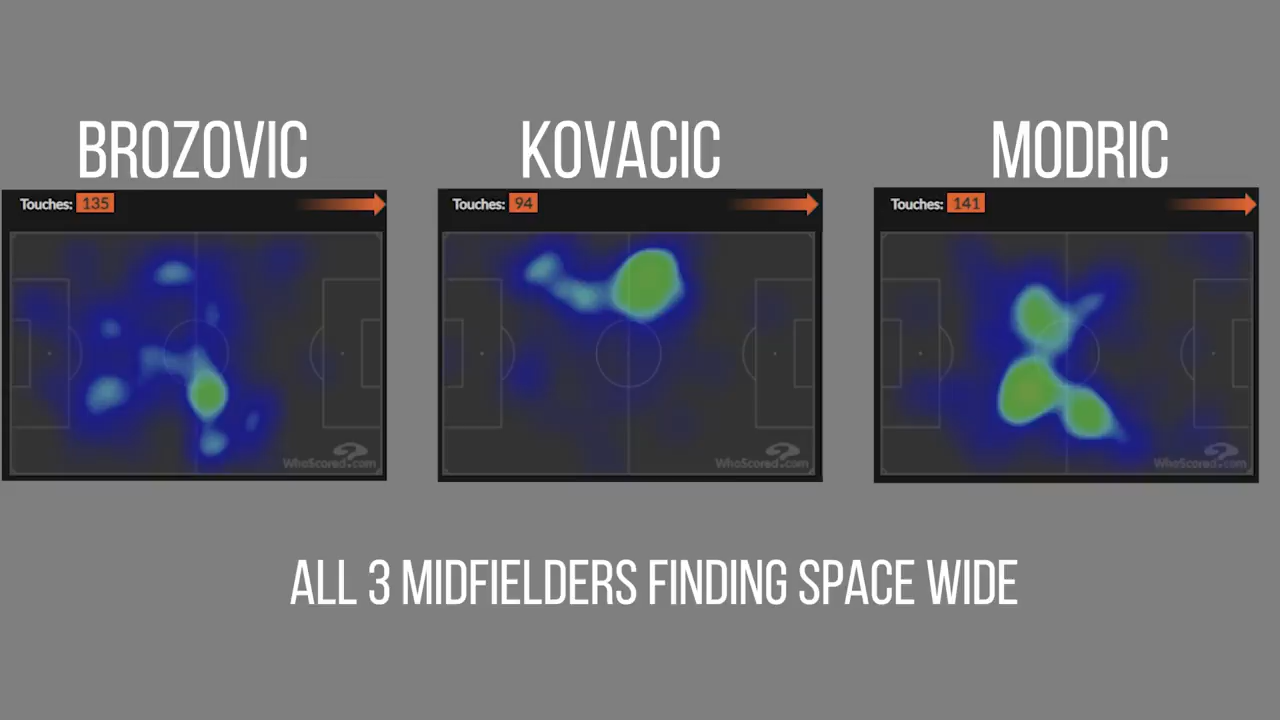 BROZOVIC
KOVACIC
MODRIC
Touches: 135
Touches: 94
Touches: 141
WhoScored.com
WhoScored.com
WhoScored.com
ALL 3 MIDFIELDERS FINDING SPACE WIDE